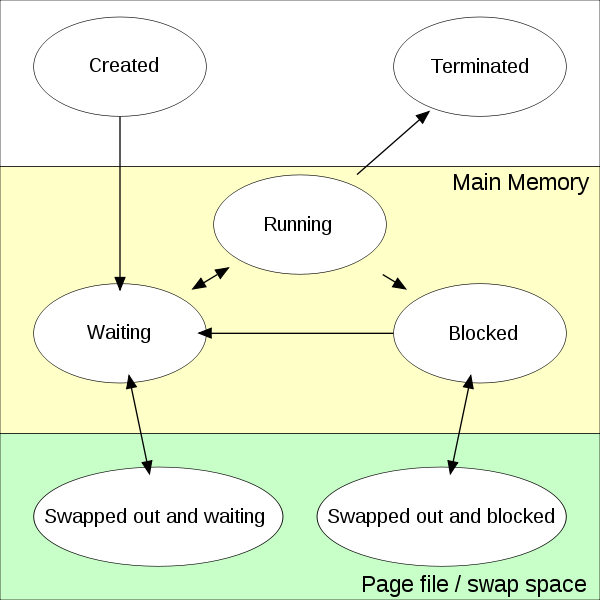 Created
Terminated
Main Memory
Running
Waiting
Blocked
Swapped out and waiting
Swapped out and blocked
Page file / swap space